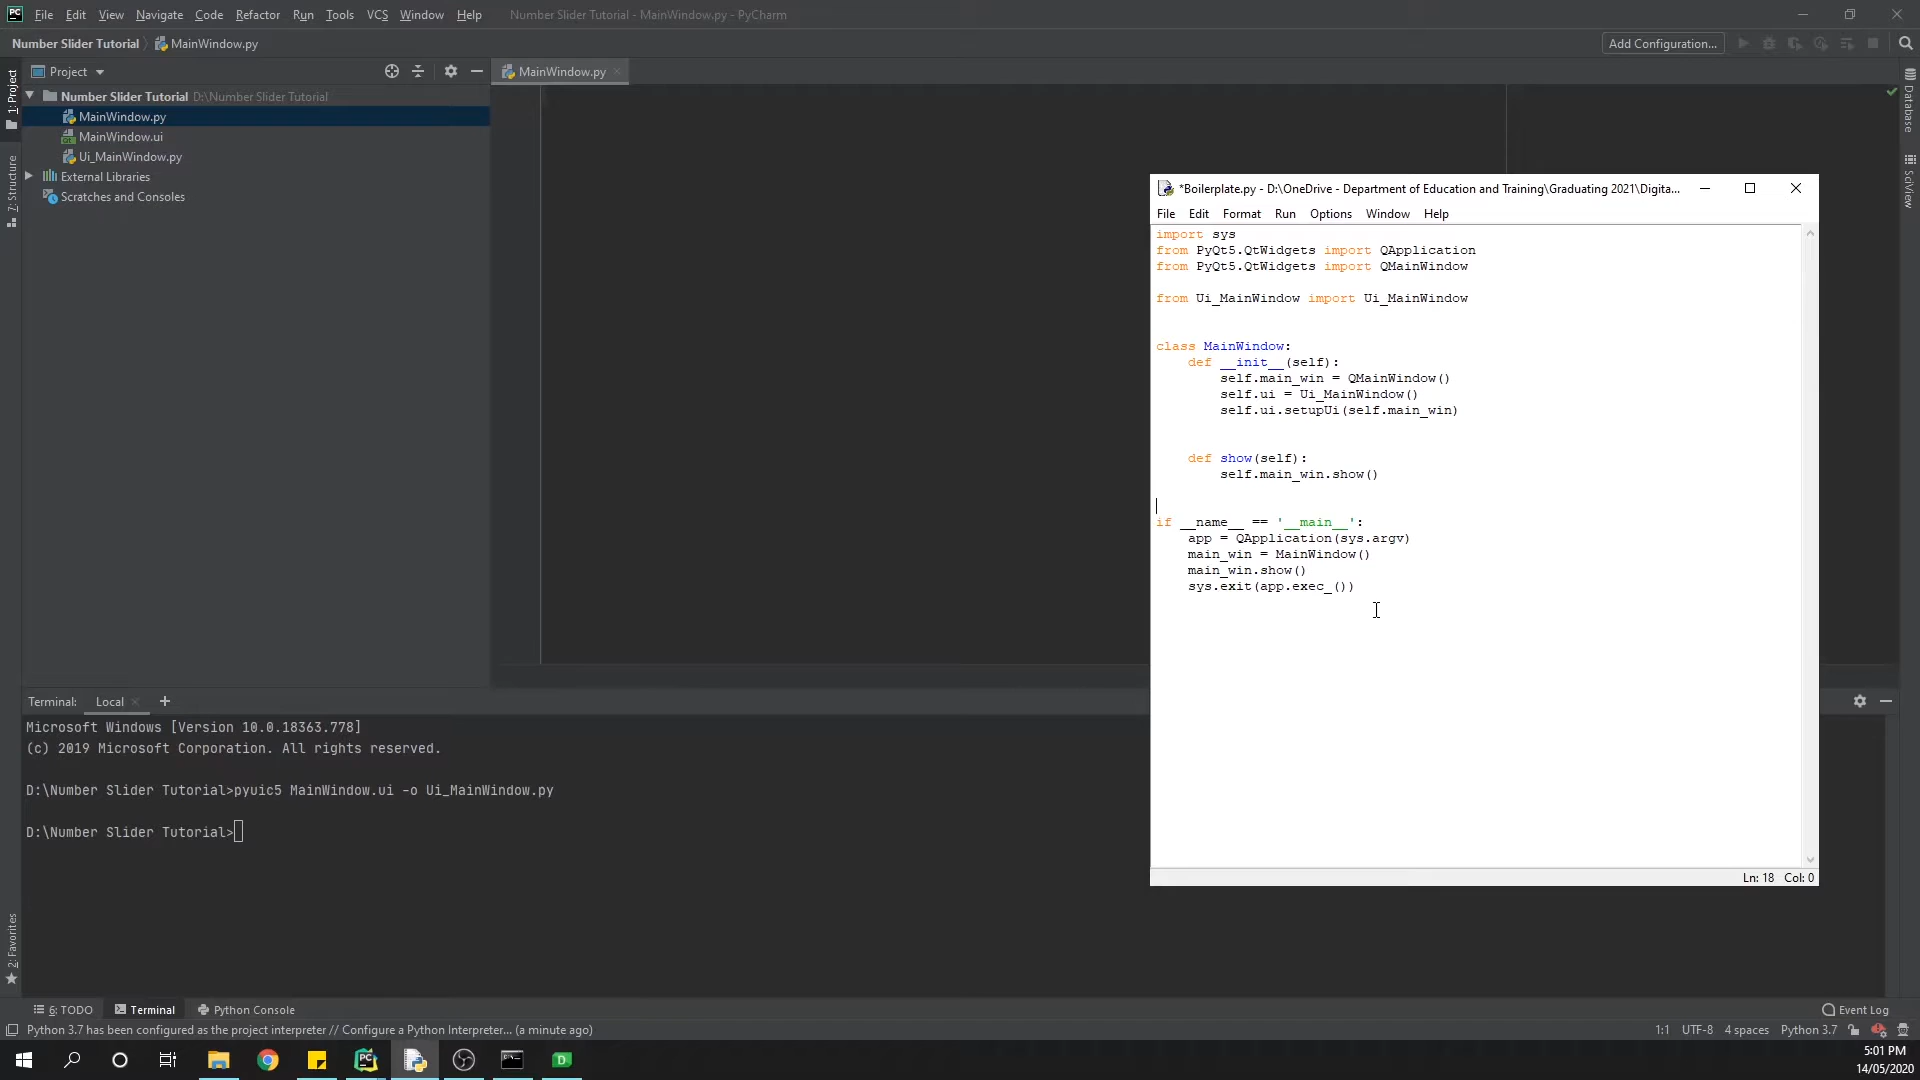 PC File Edit View Navigate Code Refactor Run Tools VCS Window Help Number Slider Tutorial - MainWindow.py - PyCharm
Number Slider Tutorial MainWindow.py Add Configuration...
1: Project
Project
MainWindow.py
Number Slider Tutorial D:\Number Slider Tutorial
MainWindow.py
MainWindow.ui
Ui_MainWindow.py
External Libraries
Scratches and Consoles
7: Structure
2: Favorites
Database
SciView
*Boilerplate.py - D:\OneDrive - Department of Education and Training\Graduating 2021\Digita...
File Edit Format Run Options Window Help
import sys
from PyQt5.QtWidgets import QApplication
from PyQt5.QtWidgets import QMainWindow
from Ui_MainWindow import Ui_MainWindow
class MainWindow:
def __init__(self):
self.main_win = QMainWindow()
self.ui = Ui_MainWindow()
self.ui.setupUi(self.main_win)
def show(self):
self.main_win.show()
if __name__ == '__main__':
app = QApplication(sys.argv)
main_win = MainWindow()
main_win.show()
sys.exit(app.exec_())
Ln: 18 Col: 0
Terminal: Local +
Microsoft Windows [Version 10.0.18363.778]
(c) 2019 Microsoft Corporation. All rights reserved.
D:\Number Slider Tutorial>pyuic5 MainWindow.ui -o Ui_MainWindow.py
D:\Number Slider Tutorial>
6: TODO Terminal Python Console Event Log
Python 3.7 has been configured as the project interpreter // Configure a Python Interpreter... (a minute ago) 1:1 UTF-8 4 spaces Python 3.7
5:01 PM
14/05/2020